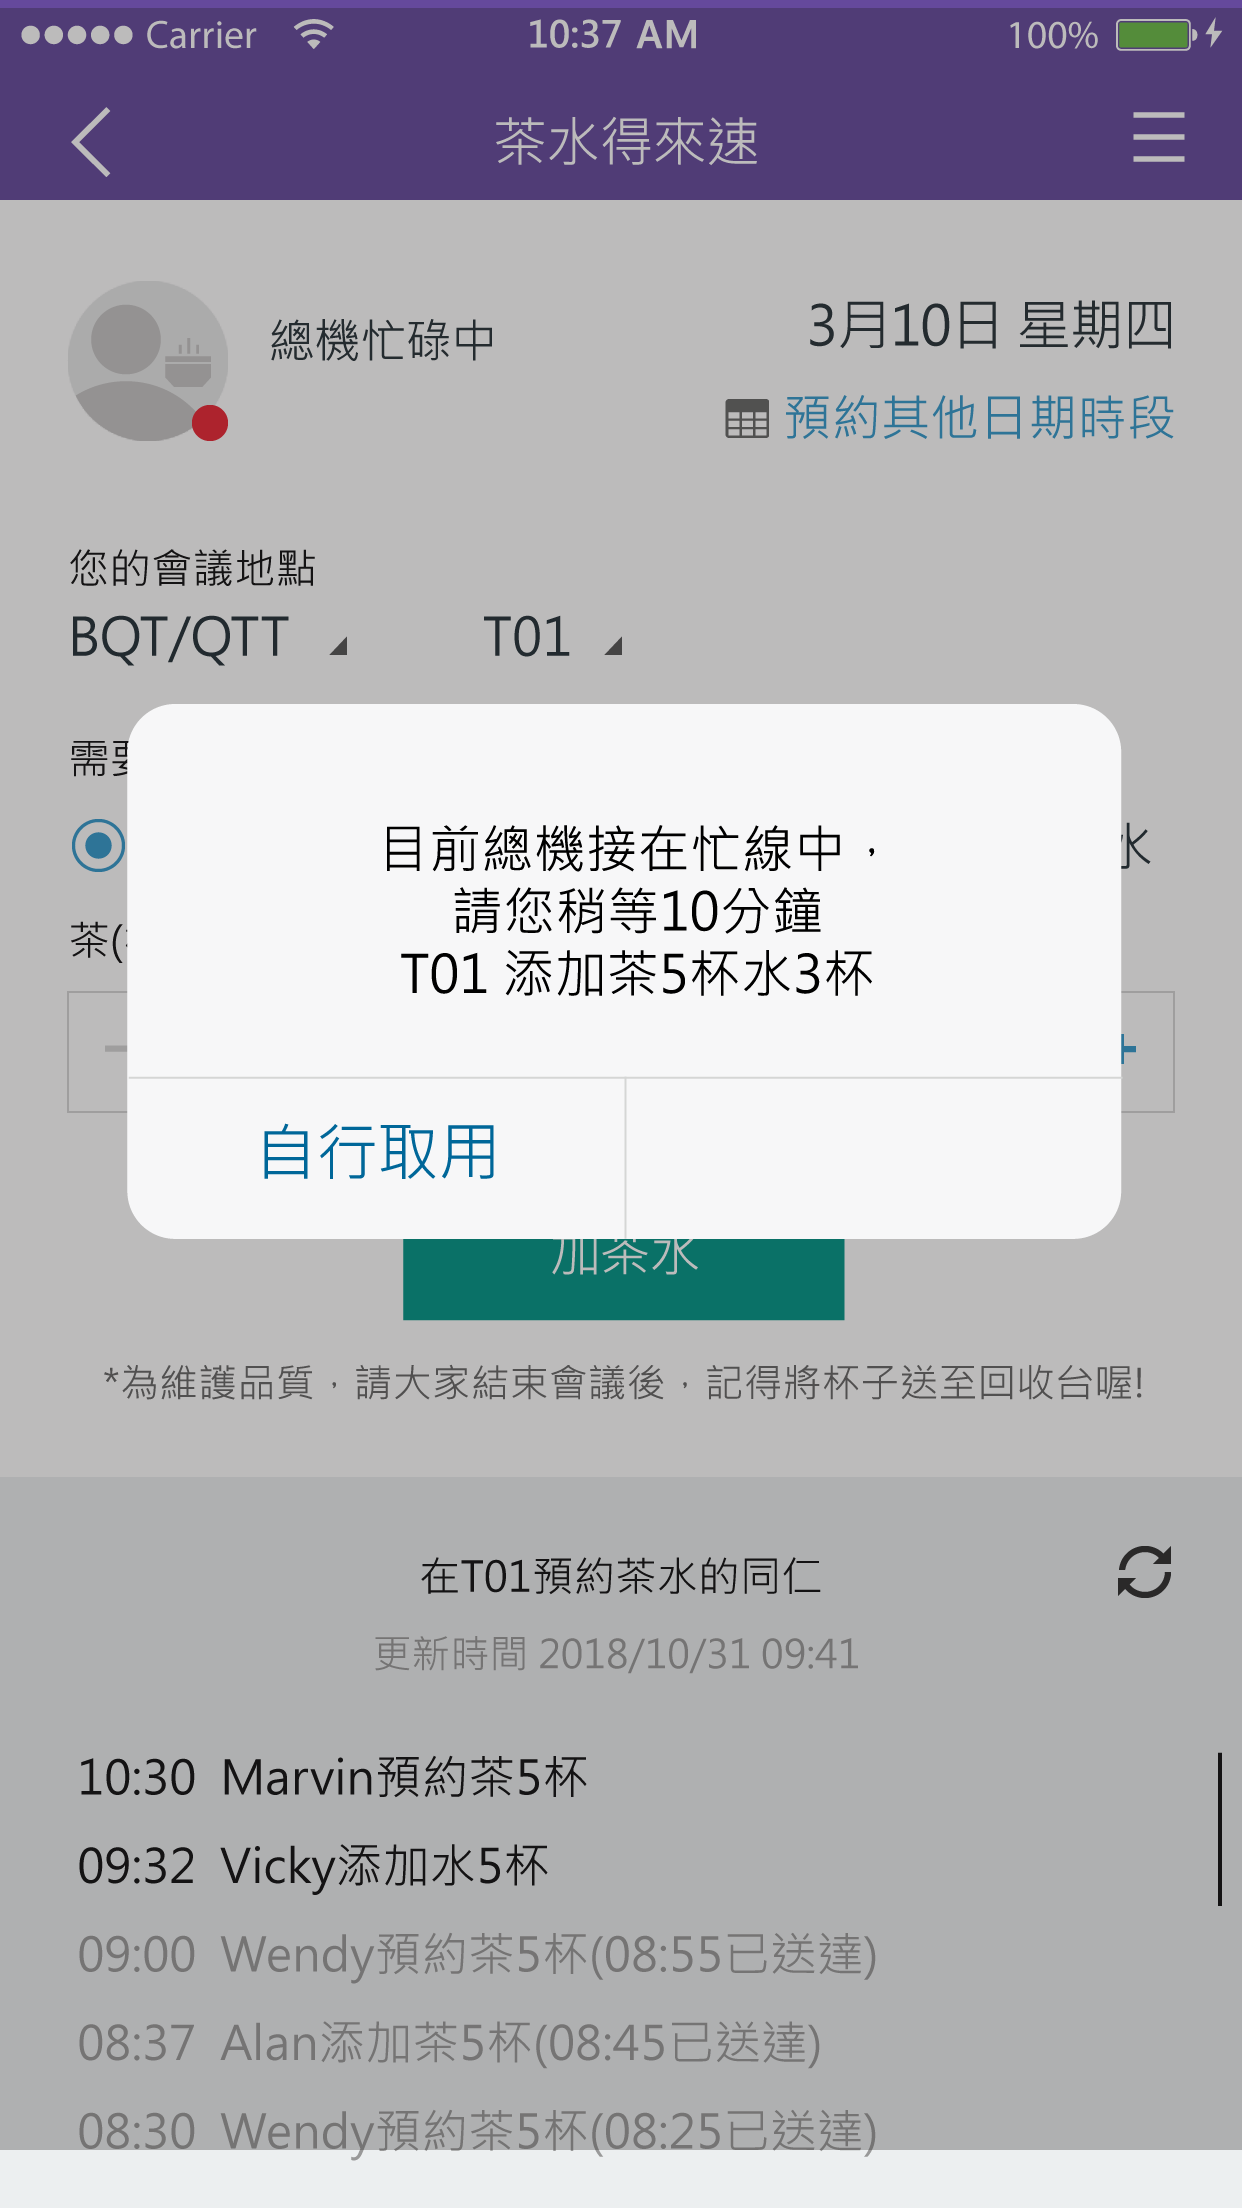 Carrier 10:37 AM 100%
茶水得來速
總機忙碌中
3月10日 星期四
預約其他日期時段
您的會議地點
BQT/QTT T01
需要
目前總機接在忙線中，
請您稍等10分鐘
T01 添加茶5杯水3杯
水
茶(
− +
自行取用
加茶水
*為維護品質，請大家結束會議後，記得將杯子送至回收台喔!
在T01預約茶水的同仁
更新時間 2018/10/31 09:41
10:30 Marvin預約茶5杯
09:32 Vicky添加水5杯
09:00 Wendy預約茶5杯(08:55已送達)
08:37 Alan添加茶5杯(08:45已送達)
08:30 Wendy預約茶5杯(08:25已送達)